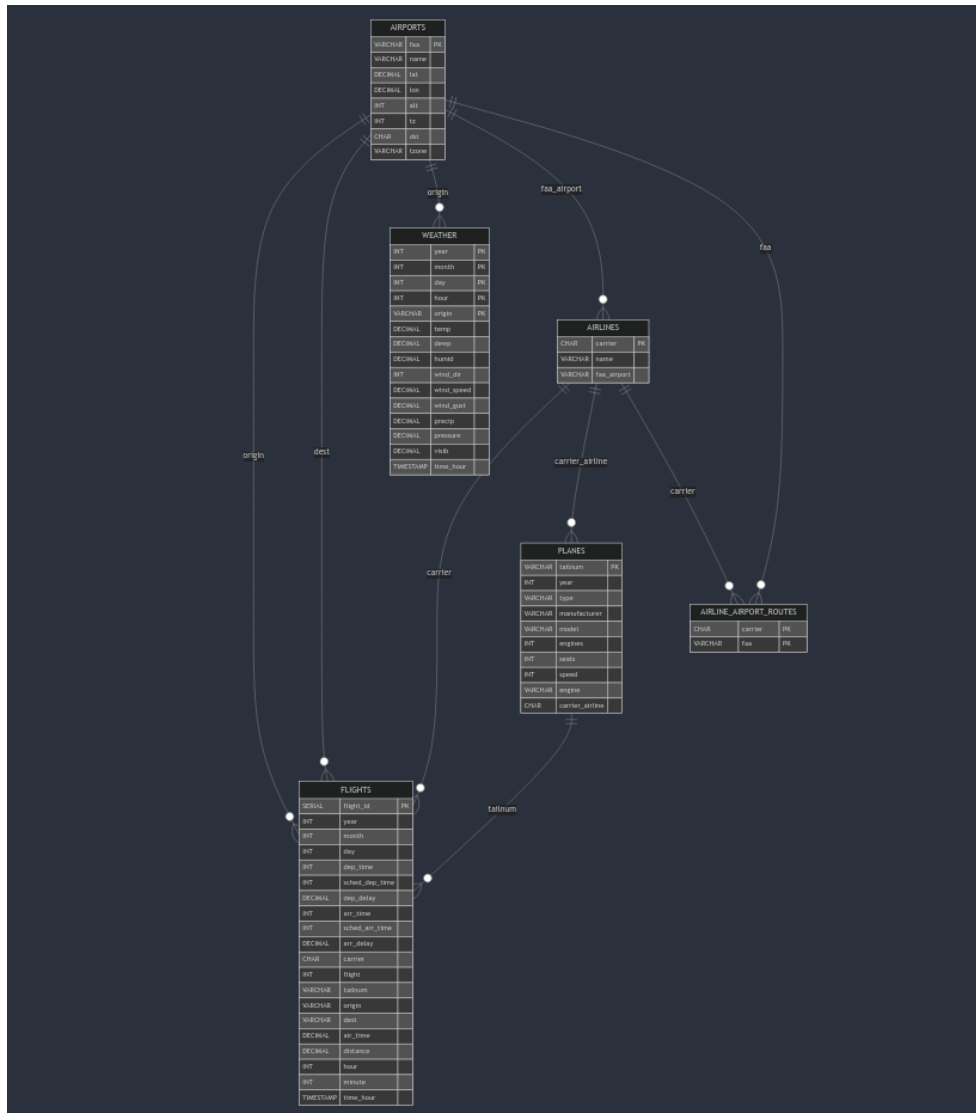 AIRPORTS
VARCHAR faa PK
VARCHAR name
DECIMAL lat
DECIMAL lon
INT alt
INT tz
CHAR dst
VARCHAR tzone
origin
faa_airport
faa
WEATHER
INT year PK
INT month PK
INT day PK
INT hour PK
VARCHAR origin PK
DECIMAL temp
DECIMAL dewp
DECIMAL humid
INT wind_dir
DECIMAL wind_speed
DECIMAL wind_gust
DECIMAL precip
DECIMAL pressure
DECIMAL visib
TIMESTAMP time_hour
AIRLINES
CHAR carrier PK
VARCHAR name
VARCHAR faa_airport
origin
dest
carrier_airline
carrier
carrier
PLANES
VARCHAR tailnum PK
INT year
VARCHAR type
VARCHAR manufacturer
VARCHAR model
INT engines
INT seats
INT speed
VARCHAR engine
CHAR carrier_airline
AIRLINE_AIRPORT_ROUTES
CHAR carrier PK
VARCHAR faa PK
tailnum
FLIGHTS
SERIAL flight_id PK
INT year
INT month
INT day
INT dep_time
INT sched_dep_time
DECIMAL dep_delay
INT arr_time
INT sched_arr_time
DECIMAL arr_delay
CHAR carrier
INT flight
VARCHAR tailnum
VARCHAR origin
VARCHAR dest
DECIMAL air_time
DECIMAL distance
INT hour
INT minute
TIMESTAMP time_hour